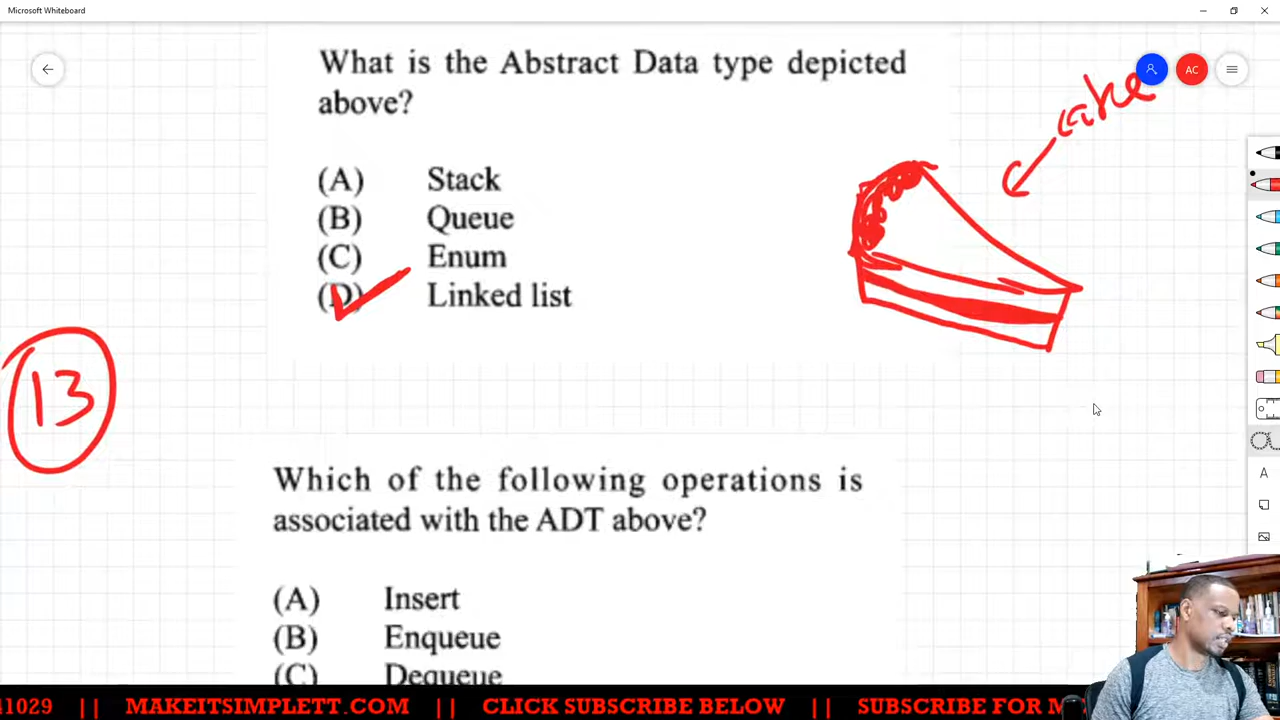 Microsoft Whiteboard
What is the Abstract Data type depicted
above?
AC
cake
(A) Stack
(B) Queue
(C) Enum
(D) Linked list
13
Which of the following operations is
associated with the ADT above?
(A) Insert
(B) Enqueue
(C) Dequeue
A
41029 || MAKEITSIMPLETT.COM || CLICK SUBSCRIBE BELOW || SUBSCRIBE FOR M